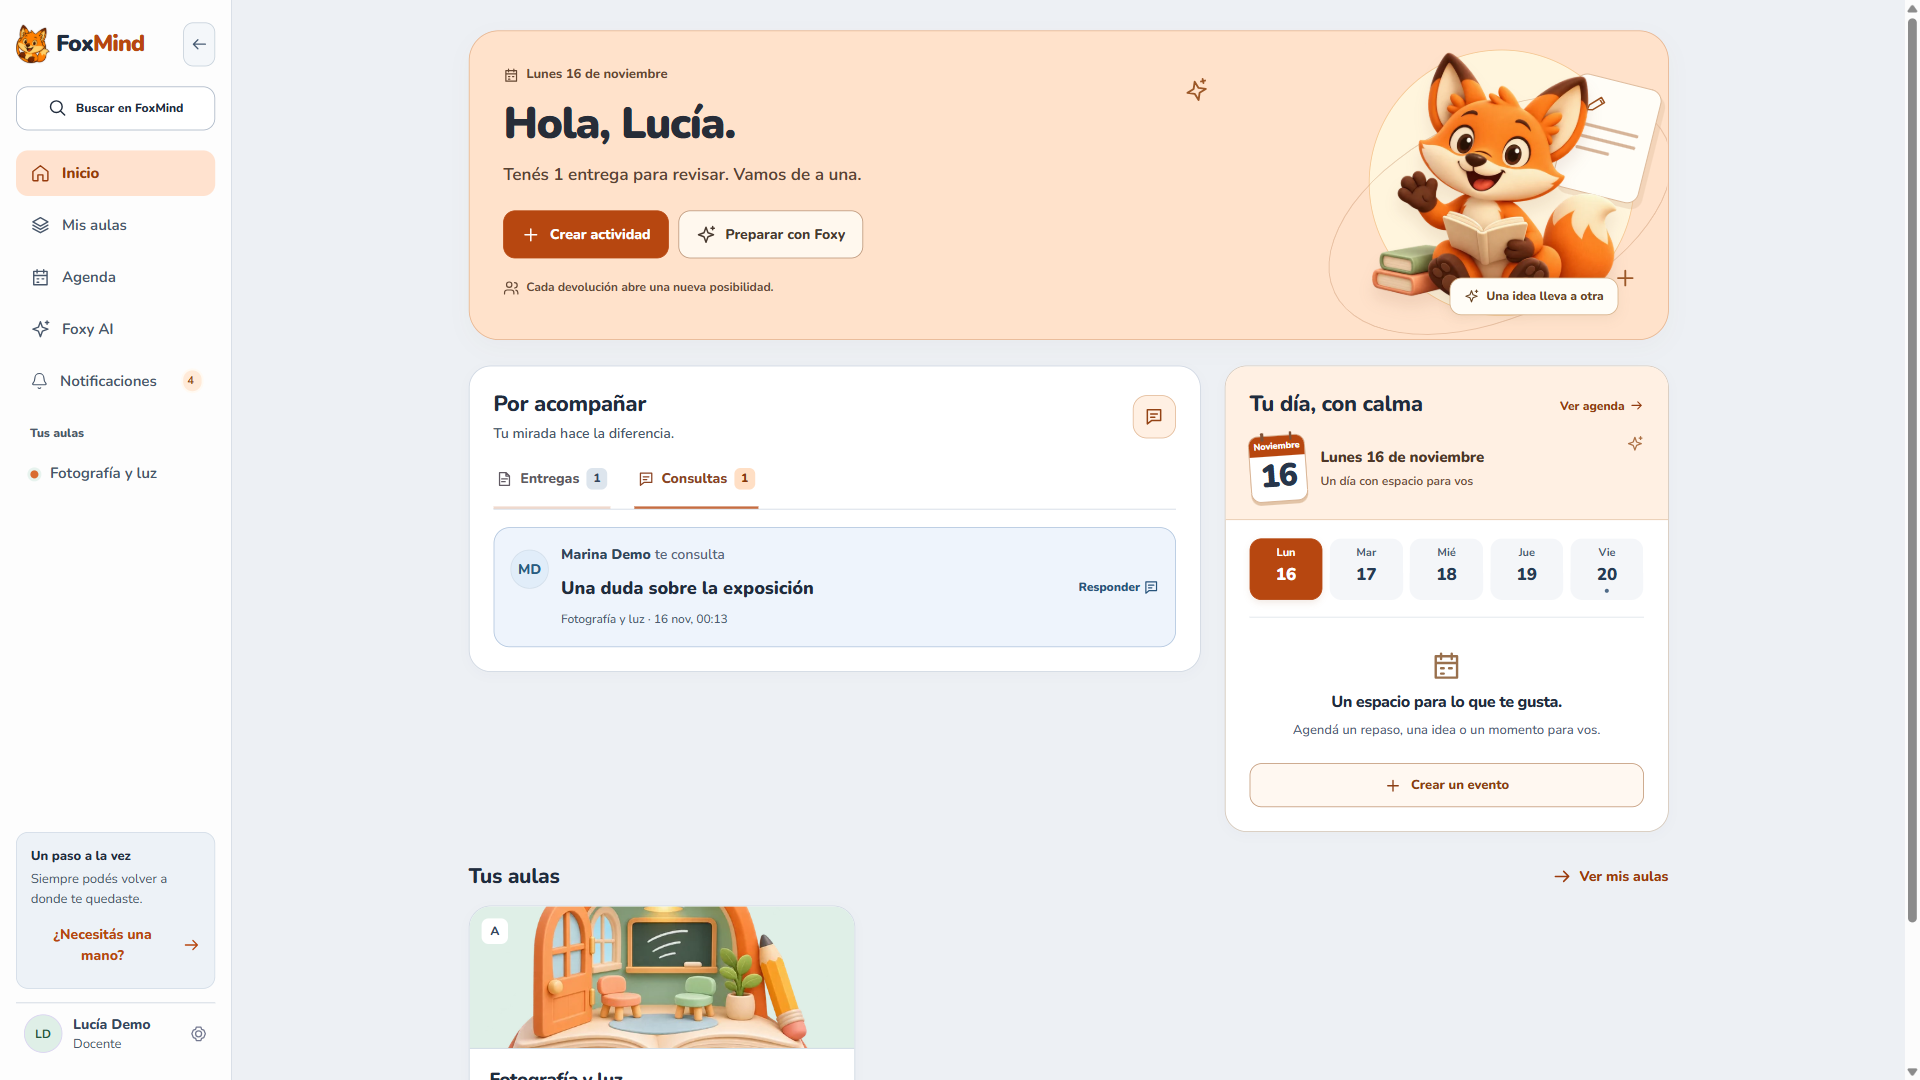 FoxMind
Buscar en FoxMind
Inicio
Mis aulas
Agenda
Foxy AI
Notificaciones 4
Tus aulas
Fotografía y luz
Un paso a la vez
Siempre podés volver a
donde te quedaste.
¿Necesitás una
mano?
LD
Lucía Demo
Docente
Lunes 16 de noviembre
Hola, Lucía.
Tenés 1 entrega para revisar. Vamos de a una.
Crear actividad
Preparar con Foxy
Cada devolución abre una nueva posibilidad.
Una idea lleva a otra
Por acompañar
Tu mirada hace la diferencia.
Entregas 1
Consultas 1
MD
Marina Demo te consulta
Una duda sobre la exposición
Fotografía y luz · 16 nov, 00:13
Responder
Tu día, con calma
Ver agenda
Noviembre
16
Lunes 16 de noviembre
Un día con espacio para vos
Lun Mar Mié Jue Vie
16 17 18 19 20
Un espacio para lo que te gusta.
Agendá un repaso, una idea o un momento para vos.
Crear un evento
Tus aulas
Ver mis aulas
A
Fotografía y luz